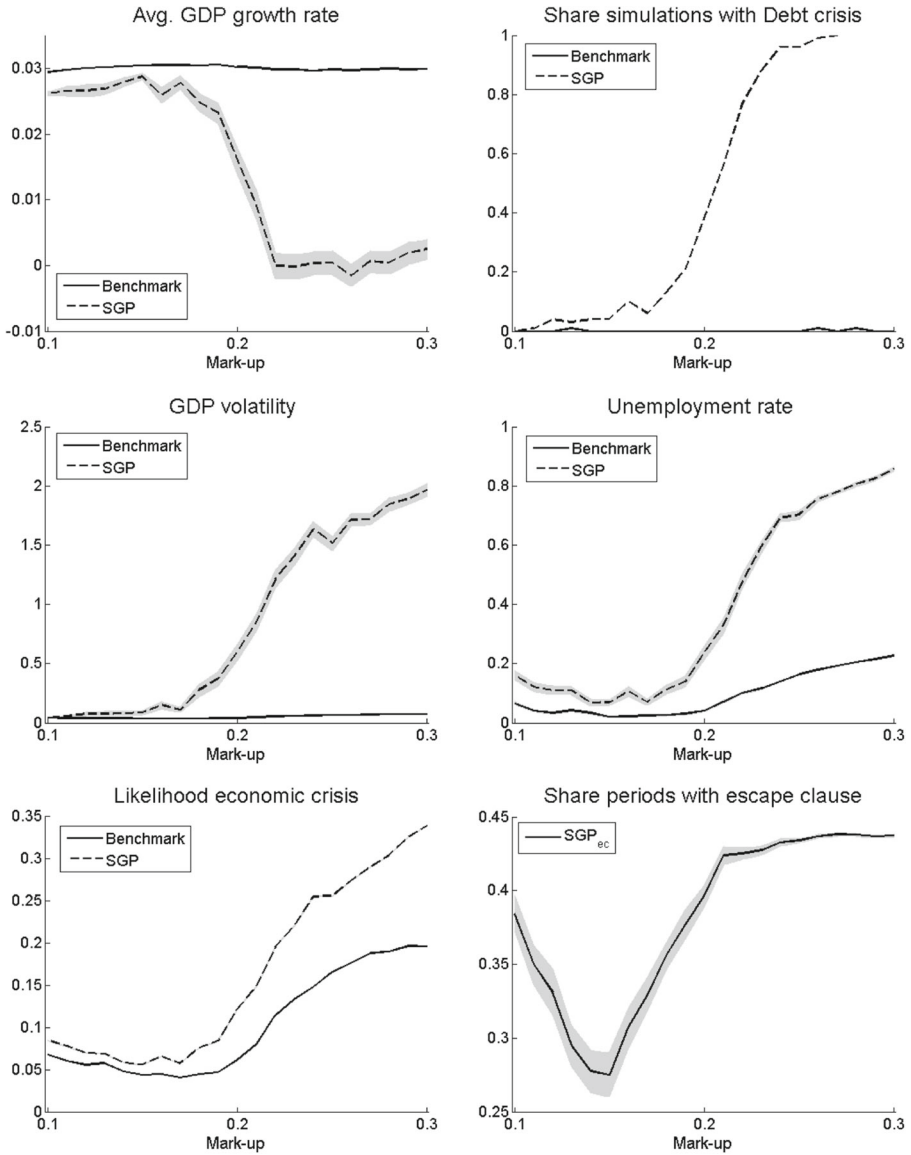 Avg. GDP growth rate
0.03
0.02
0.01
0
-0.01
Benchmark
SGP
0.1
0.2
0.3
Mark-up
Share simulations with Debt crisis
1
0.8
0.6
0.4
0.2
0
Benchmark
SGP
0.1
0.2
0.3
Mark-up
GDP volatility
2.5
2
1.5
1
0.5
0
Benchmark
SGP
0.1
0.2
0.3
Mark-up
Unemployment rate
1
0.8
0.6
0.4
0.2
0
Benchmark
SGP
0.1
0.2
0.3
Mark-up
Likelihood economic crisis
0.35
0.3
0.25
0.2
0.15
0.1
0.05
0
Benchmark
SGP
0.1
0.2
0.3
Mark-up
Share periods with escape clause
0.45
0.4
0.35
0.3
0.25
SGPec
0.1
0.2
0.3
Mark-up